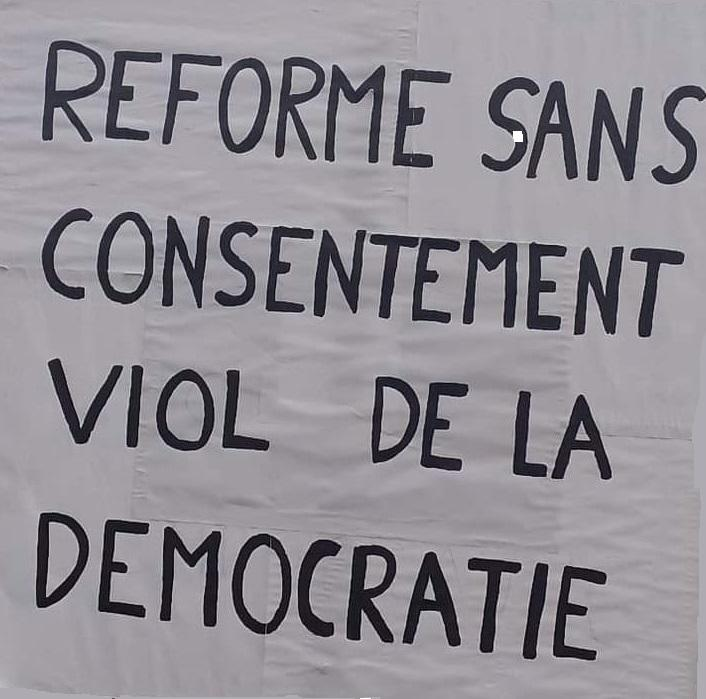 REFORME SANS
CONSENTEMENT
VIOL DE LA
DEMOCRATIE